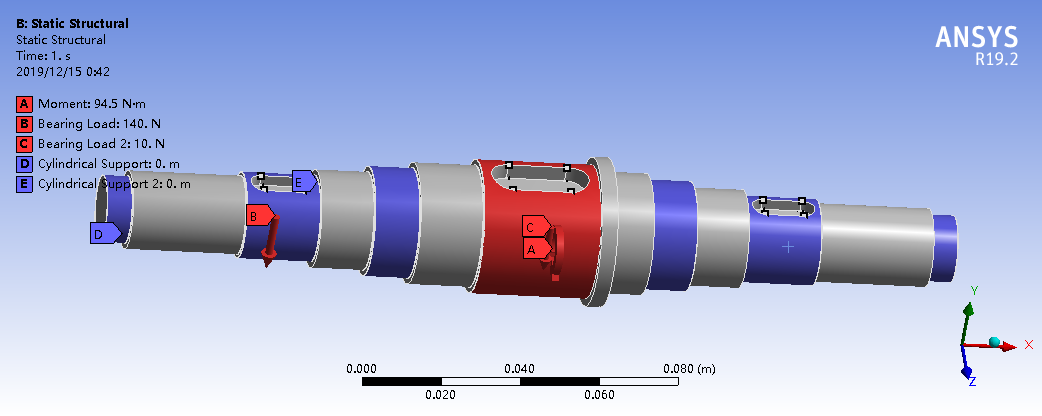 B: Static Structural
Static Structural
Time: 1. s
2019/12/15 0:42
ANSYS
R19.2
A Moment: 94.5 N·m
B Bearing Load: 140. N
C Bearing Load 2: 10. N
D Cylindrical Support: 0. m
E Cylindrical Support 2: 0. m
E
B
C
D
A
Y
X
Z
0.000 0.040 0.080 (m)
0.020 0.060